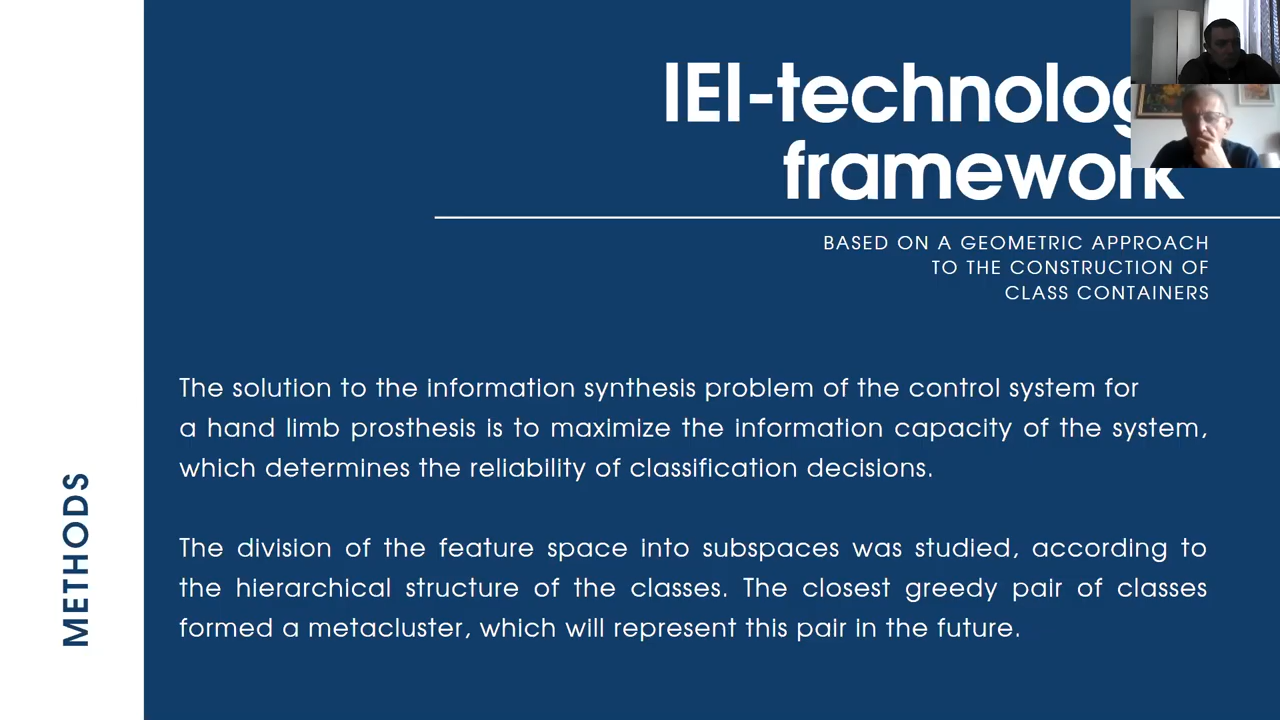 IEI-technolog
framework
BASED ON A GEOMETRIC APPROACH
TO THE CONSTRUCTION OF
CLASS CONTAINERS
The solution to the information synthesis problem of the control system for
a hand limb prosthesis is to maximize the information capacity of the system,
which determines the reliability of classification decisions.
The division of the feature space into subspaces was studied, according to
the hierarchical structure of the classes. The closest greedy pair of classes
formed a metacluster, which will represent this pair in the future.
METHODS